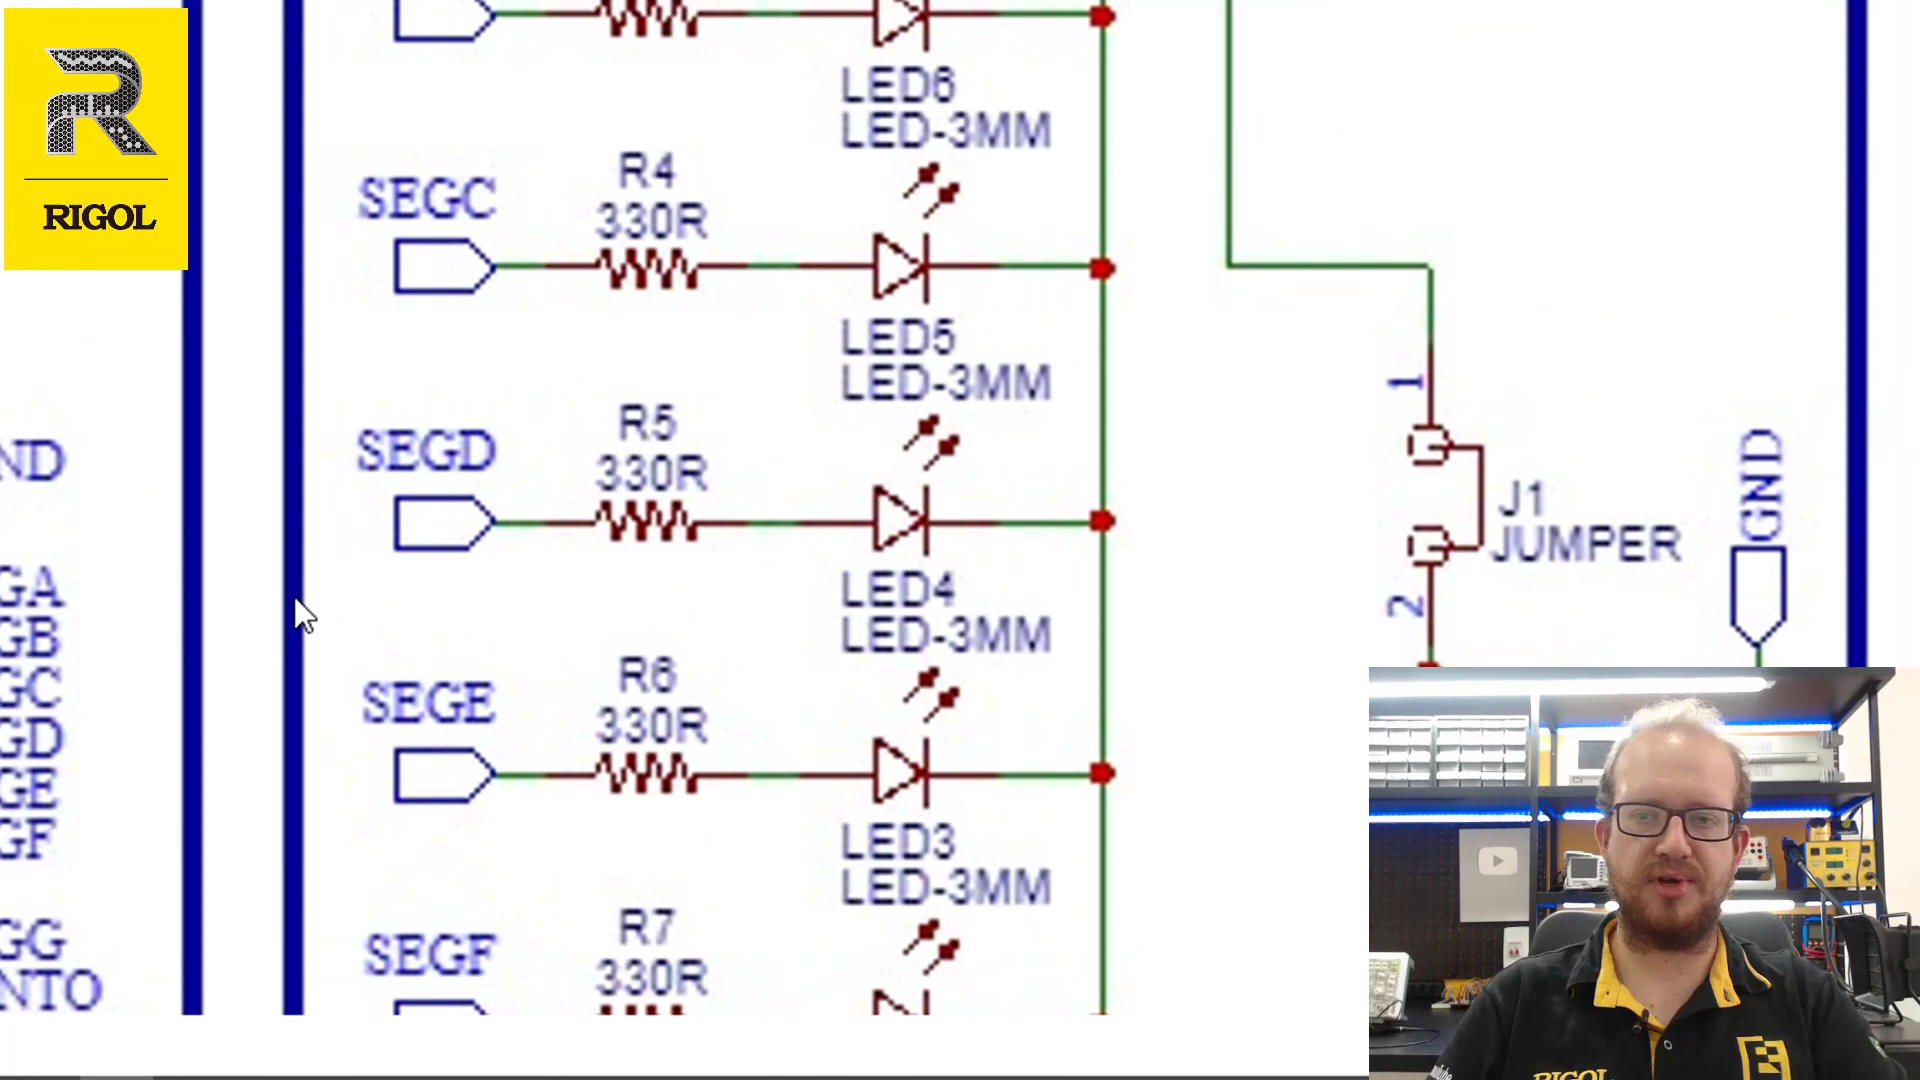 RIGOL
LED6
LED-3MM
SEGC
R4
330R
LED5
LED-3MM
SEGD
R5
330R
LED4
LED-3MM
SEGE
R6
330R
LED3
LED-3MM
SEGF
R7
330R
1
J1
JUMPER
2
GND
ND
GA
GB
GC
GD
GE
GF
GG
NTO
RIGOL